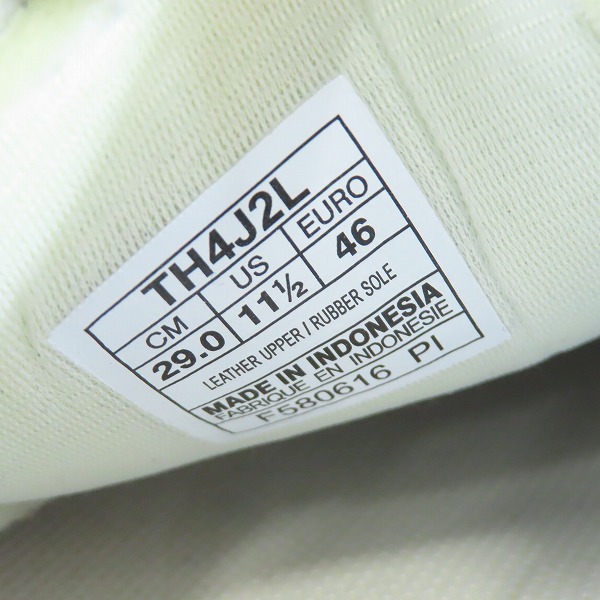 TH4J2L
CM US EURO
29.0 11½ 46
LEATHER UPPER / RUBBER SOLE
MADE IN INDONESIA
FABRIQUE EN INDONESIE
F580616 PI